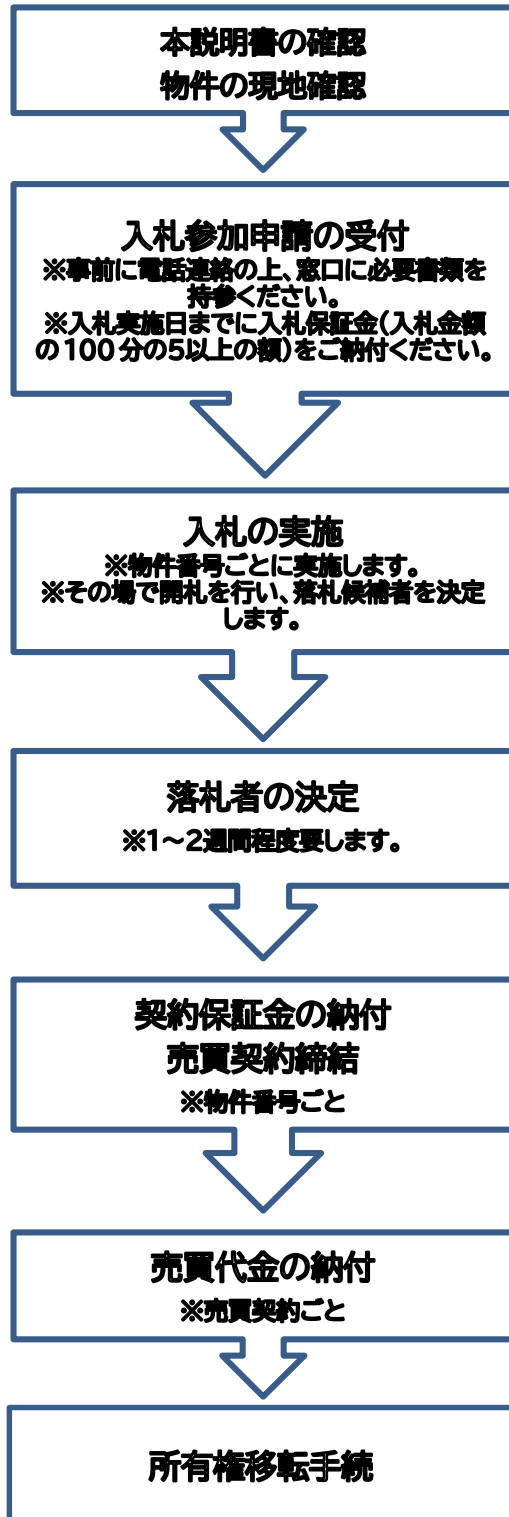 本説明書の確認
物件の現地確認
入札参加申請の受付
※事前に電話連絡の上、窓口に必要書類を
持参ください。
※入札実施日までに入札保証金(入札金額
の100分の5以上の額)をご納付ください。
入札の実施
※物件番号ごとに実施します。
※その場で開札を行い、落札候補者を決定
します。
落札者の決定
※1～2週間程度要します。
契約保証金の納付
売買契約締結
※物件番号ごと
売買代金の納付
※売買契約ごと
所有権移転手続